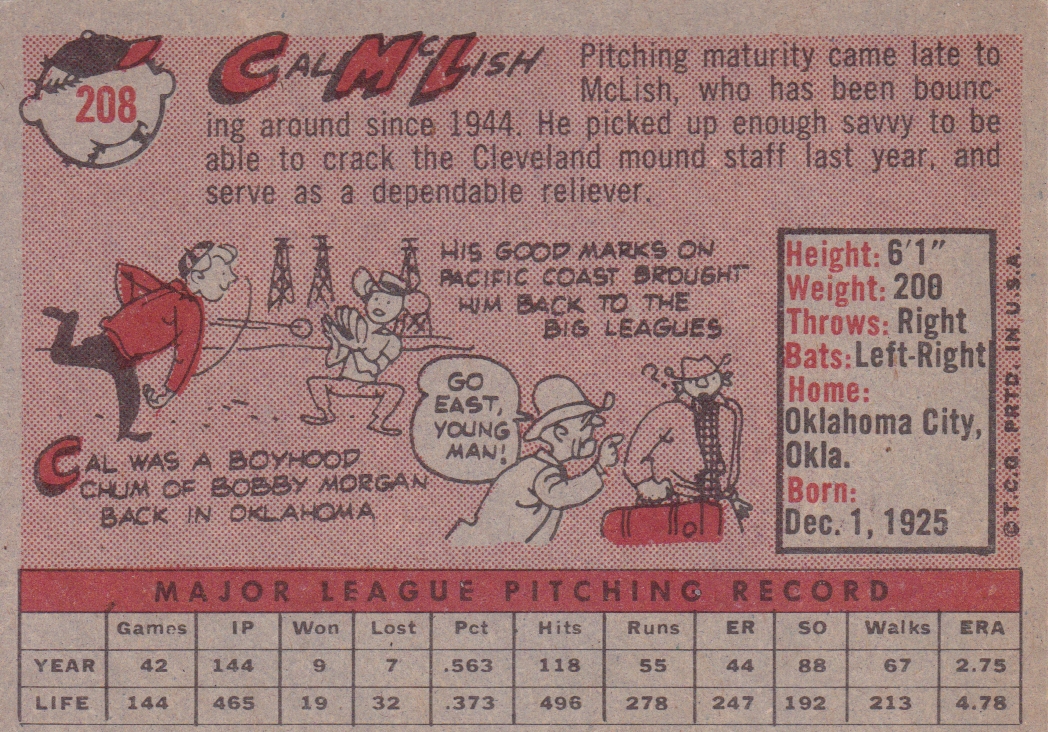 208
CAL McLISH
Pitching maturity came late to
McLish, who has been bounc-
ing around since 1944. He picked up enough savvy to be
able to crack the Cleveland mound staff last year, and
serve as a dependable reliever.
HIS GOOD MARKS ON
PACIFIC COAST BROUGHT
HIM BACK TO THE
BIG LEAGUES
GO
EAST,
YOUNG
MAN!
?.
CAL WAS A BOYHOOD
CHUM OF BOBBY MORGAN
BACK IN OKLAHOMA
Height: 6'1"
Weight: 200
Throws: Right
Bats: Left-Right
Home:
Oklahoma City,
Okla.
Born:
Dec. 1, 1925
© T.C.G. PRTD. IN U.S.A.
MAJOR LEAGUE PITCHING RECORD
Games IP Won Lost Pct Hits Runs ER SO Walks ERA
YEAR 42 144 9 7 .563 118 55 44 88 67 2.75
LIFE 144 465 19 32 .373 496 278 247 192 213 4.78